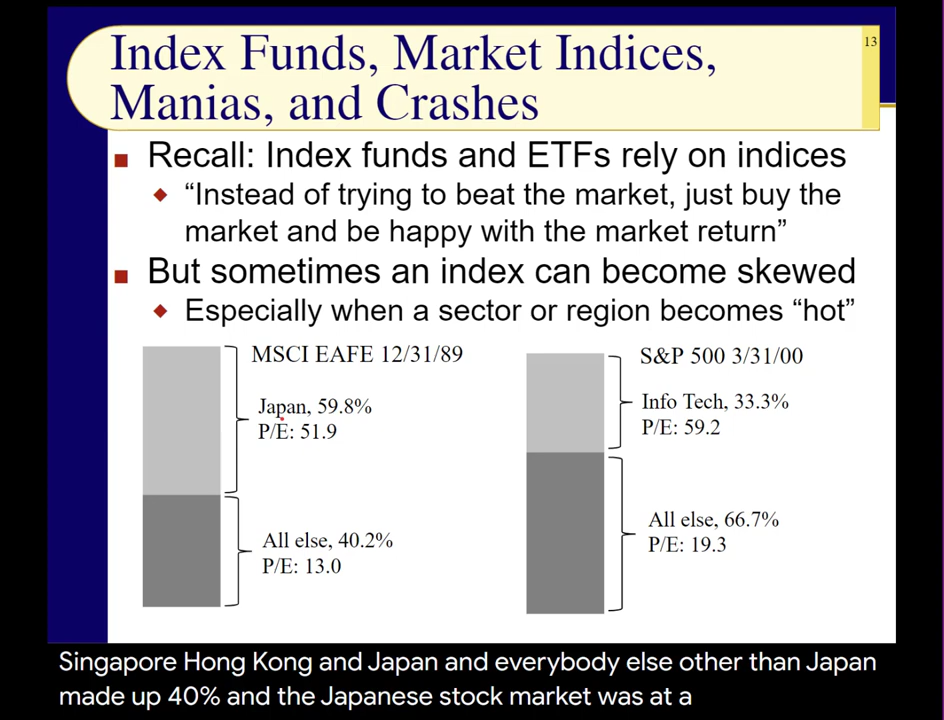 Index Funds, Market Indices,
Manias, and Crashes
13
Recall: Index funds and ETFs rely on indices
“Instead of trying to beat the market, just buy the
market and be happy with the market return”
But sometimes an index can become skewed
Especially when a sector or region becomes “hot”
MSCI EAFE 12/31/89
Japan, 59.8%
P/E: 51.9
All else, 40.2%
P/E: 13.0
S&P 500 3/31/00
Info Tech, 33.3%
P/E: 59.2
All else, 66.7%
P/E: 19.3
Singapore Hong Kong and Japan and everybody else other than Japan
made up 40% and the Japanese stock market was at a